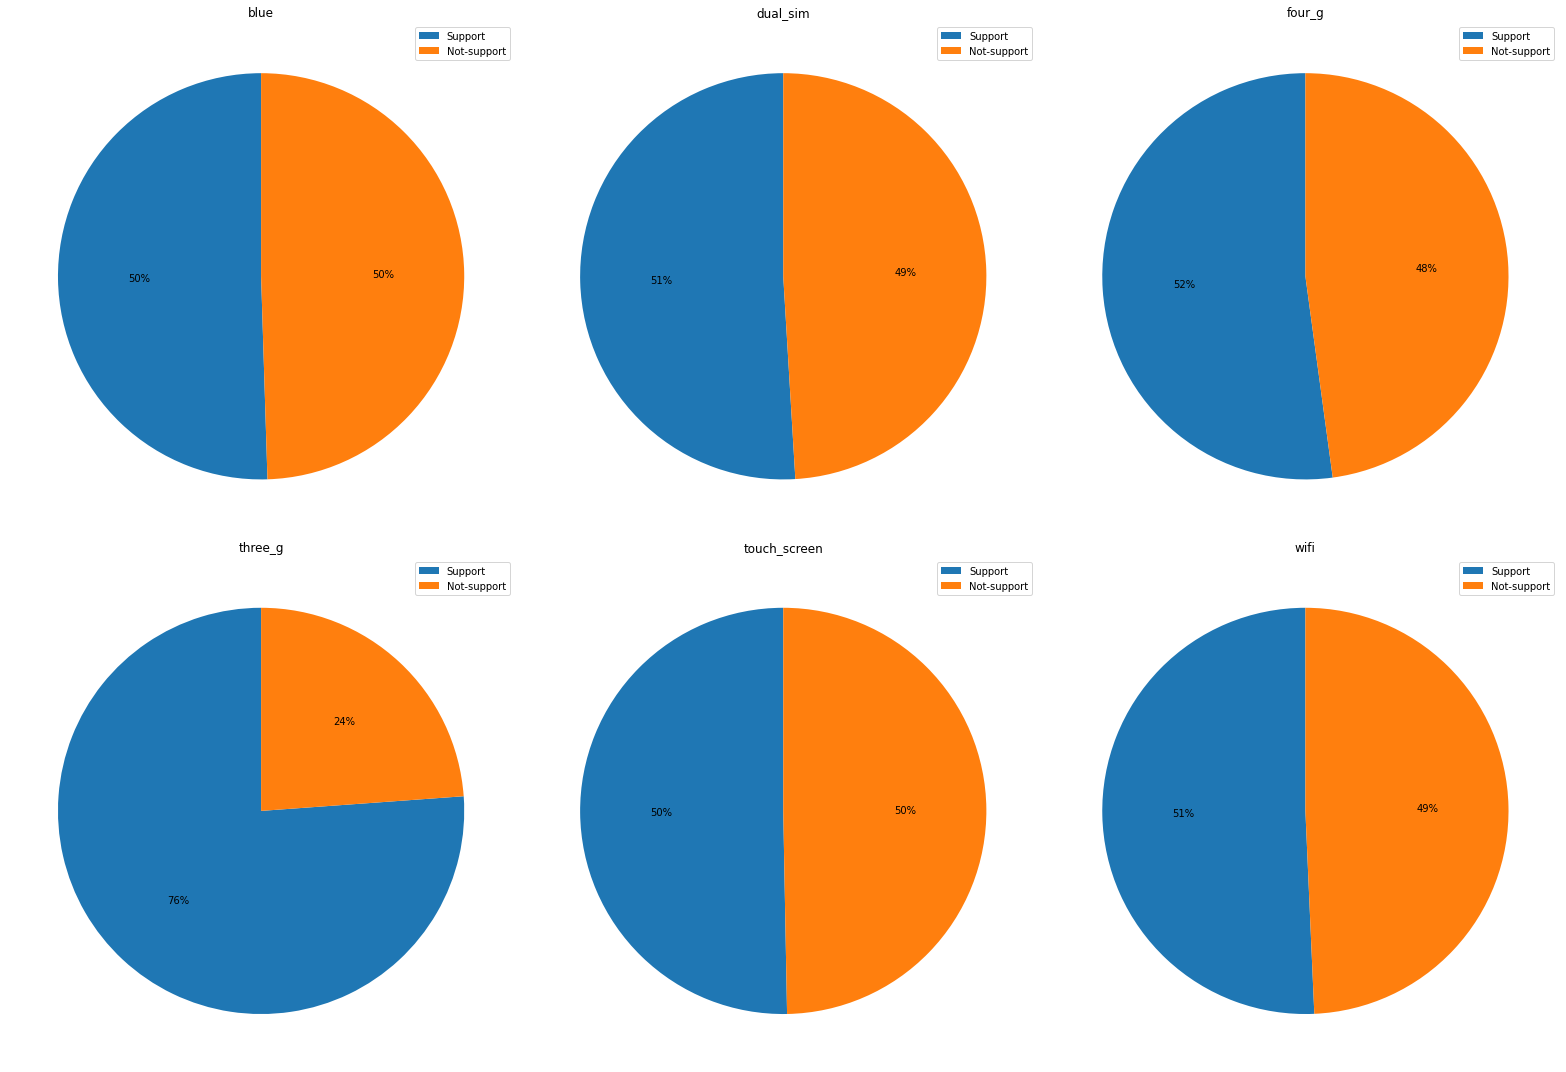 blue
Support
Not-support
50%
50%
dual_sim
Support
Not-support
51%
49%
four_g
Support
Not-support
52%
48%
three_g
Support
Not-support
24%
76%
touch_screen
Support
Not-support
50%
50%
wifi
Support
Not-support
51%
49%